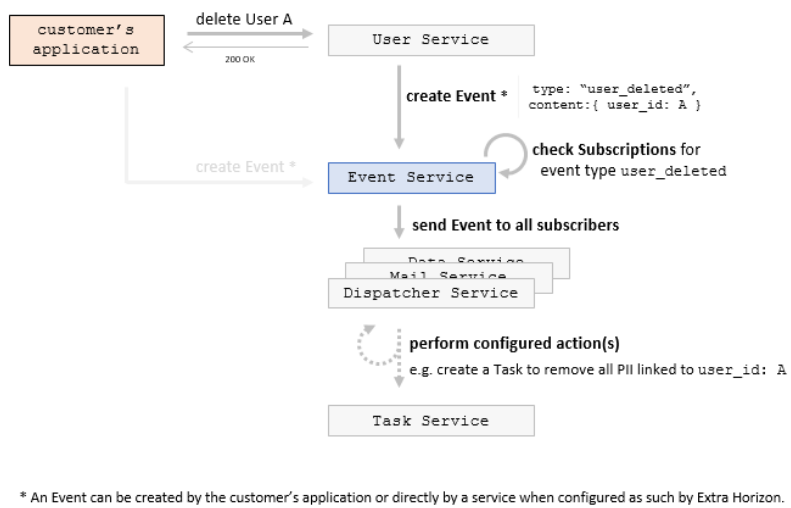 customer's
application
delete User A
200 OK
User Service
create Event *
type: “user_deleted”,
content:{ user_id: A }
create Event *
Event Service
check Subscriptions for
event type user_deleted
send Event to all subscribers
Data Service
Mail Service
Dispatcher Service
perform configured action(s)
e.g. create a Task to remove all PII linked to user_id: A
Task Service
* An Event can be created by the customer's application or directly by a service when configured as such by Extra Horizon.